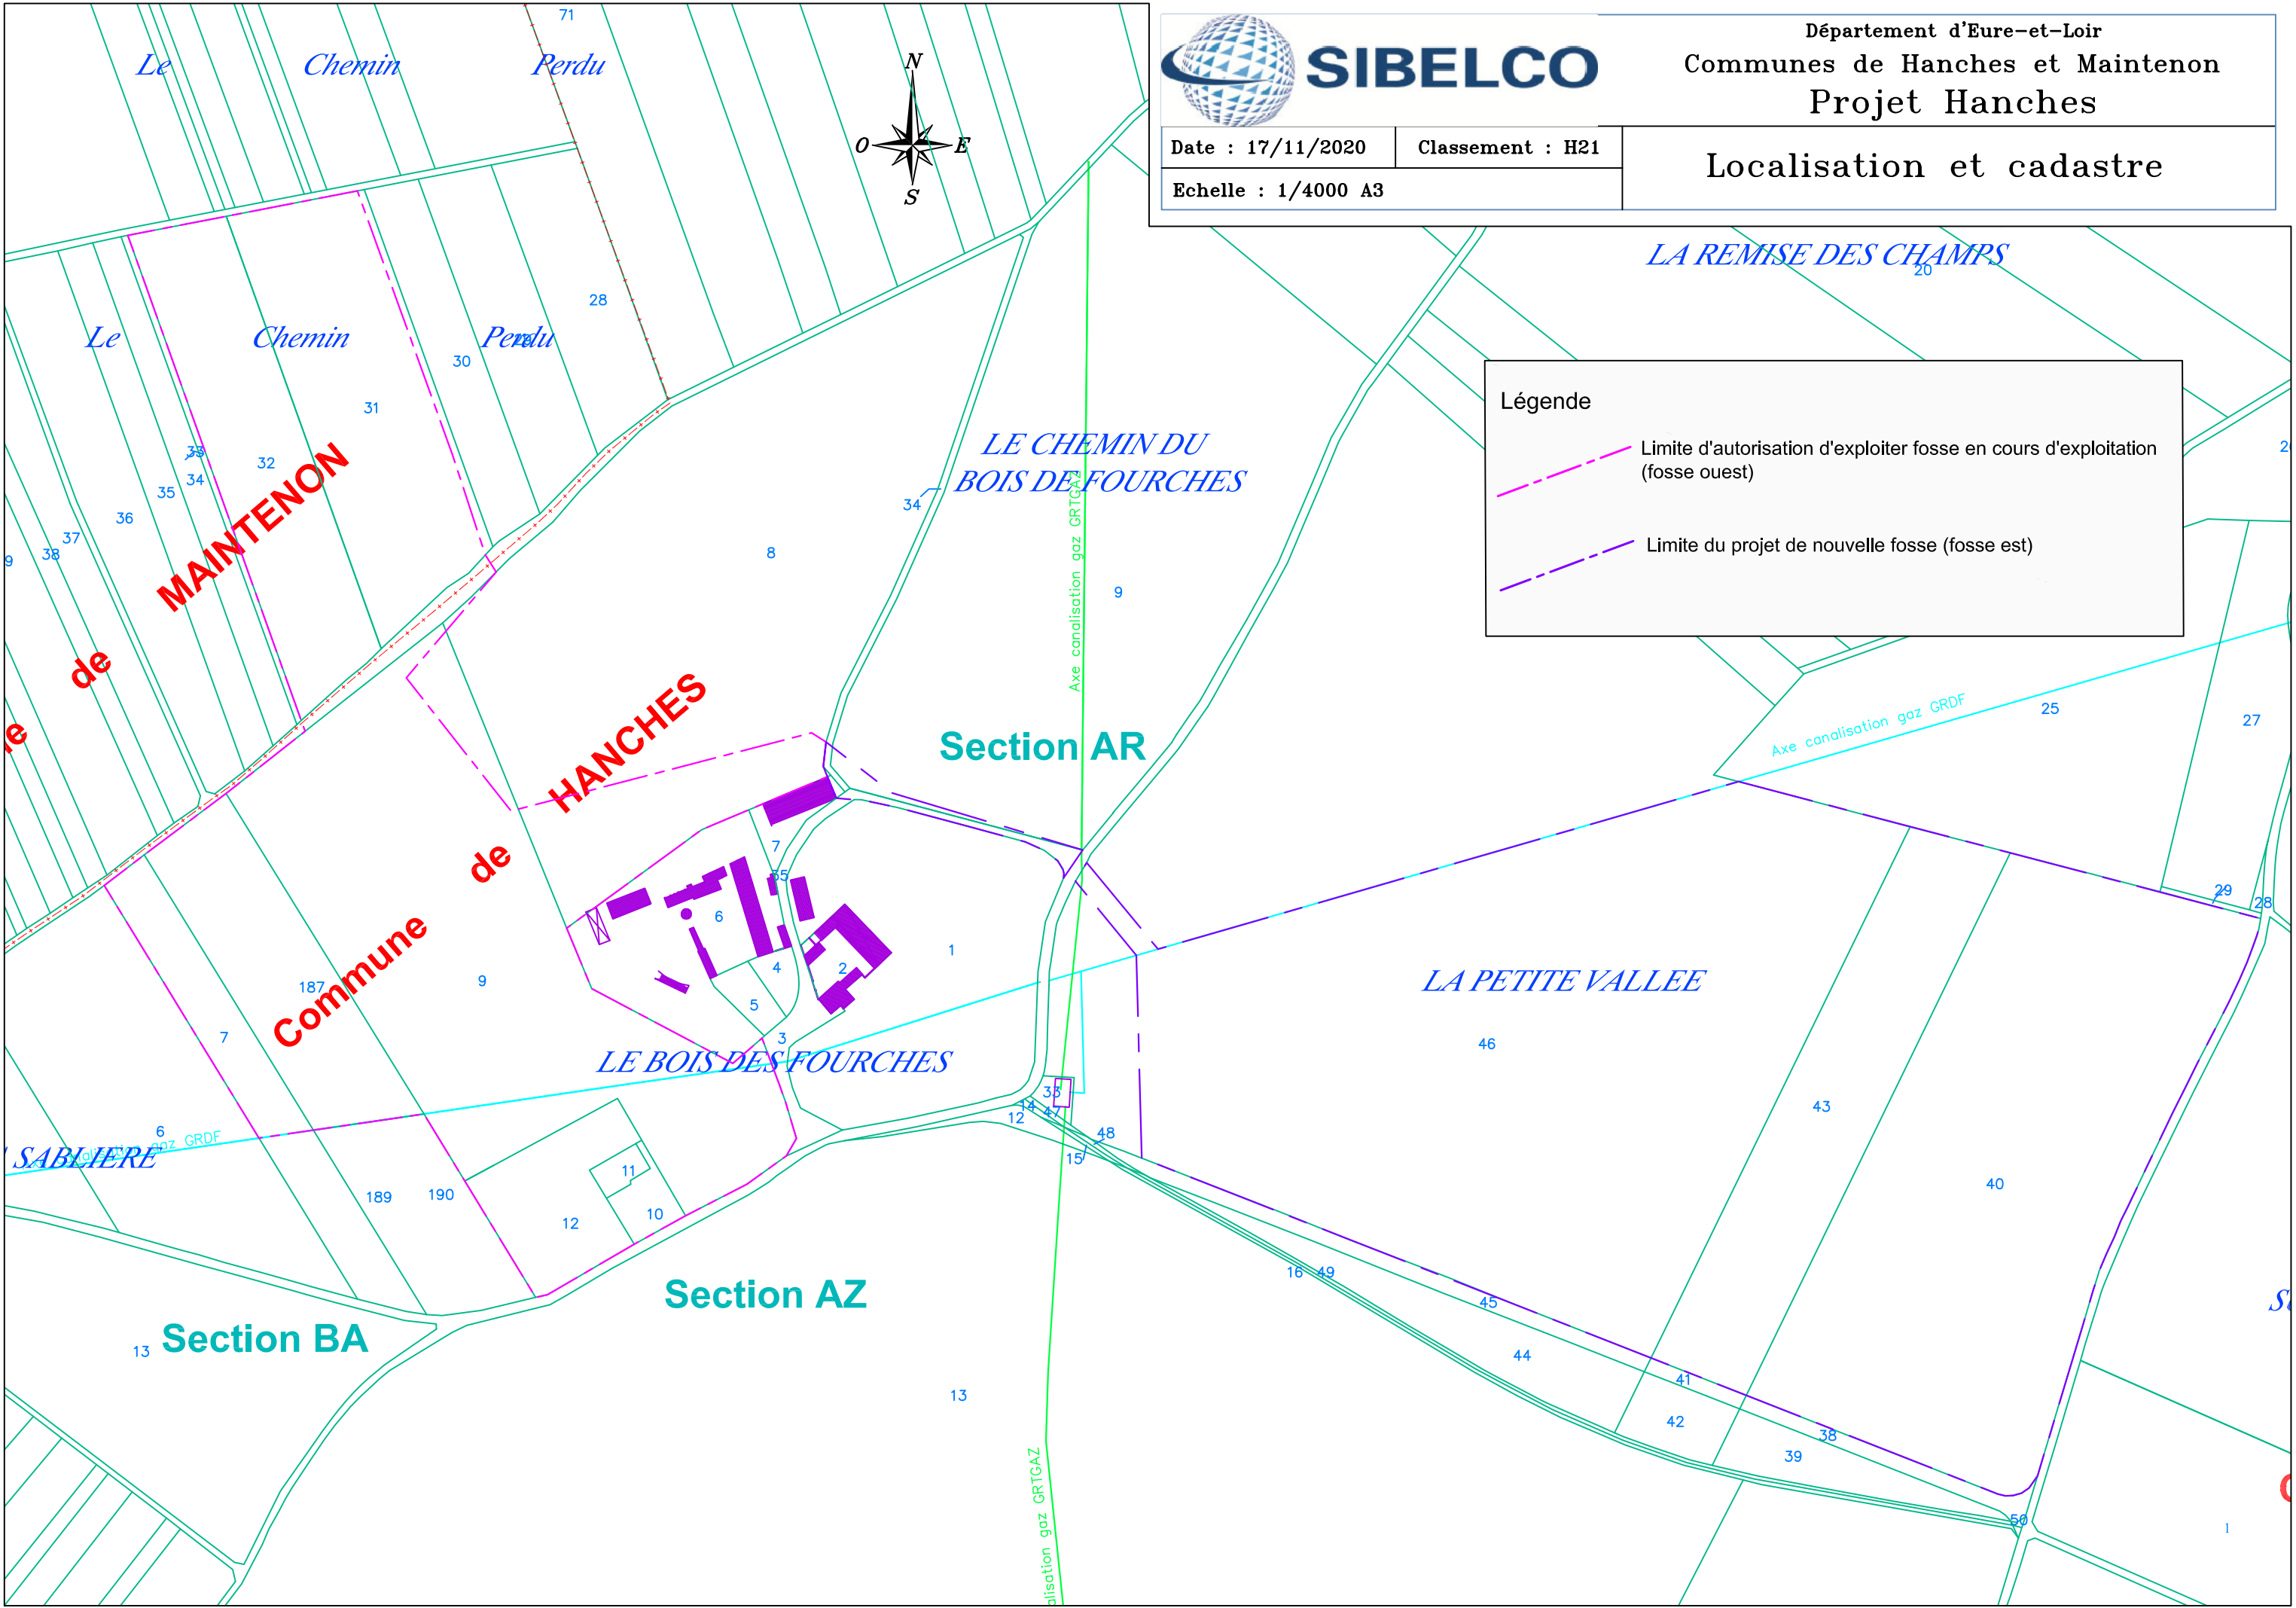 SIBELCO
Département d'Eure-et-Loir
Communes de Hanches et Maintenon
Projet Hanches
Date : 17/11/2020
Classement : H21
Echelle : 1/4000 A3
Localisation et cadastre
Légende
Limite d'autorisation d'exploiter fosse en cours d'exploitation
(fosse ouest)
Limite du projet de nouvelle fosse (fosse est)
N
O
E
S
71
Le Chemin Perdu
28
Le Chemin Perdu
30
31
32
33
34
35
36
37
38
9
de MAINTENON
LA REMISE DES CHAMPS
20
LE CHEMIN DU
BOIS DE FOURCHES
34
8
9
Axe canalisation gaz GRTGAZ
Section AR
Commune de HANCHES
Axe canalisation gaz GRDF
25
27
29
28
7
55
6
4
2
5
3
1
187
9
7
LE BOIS DES FOURCHES
LA PETITE VALLEE
46
43
40
33
14
47
12
48
15
6
gaz GRDF
SABLIERE
189
190
11
10
12
Section AZ
Section BA
13
13
16
49
45
44
41
42
38
39
50
1
alisation gaz GRTGAZ